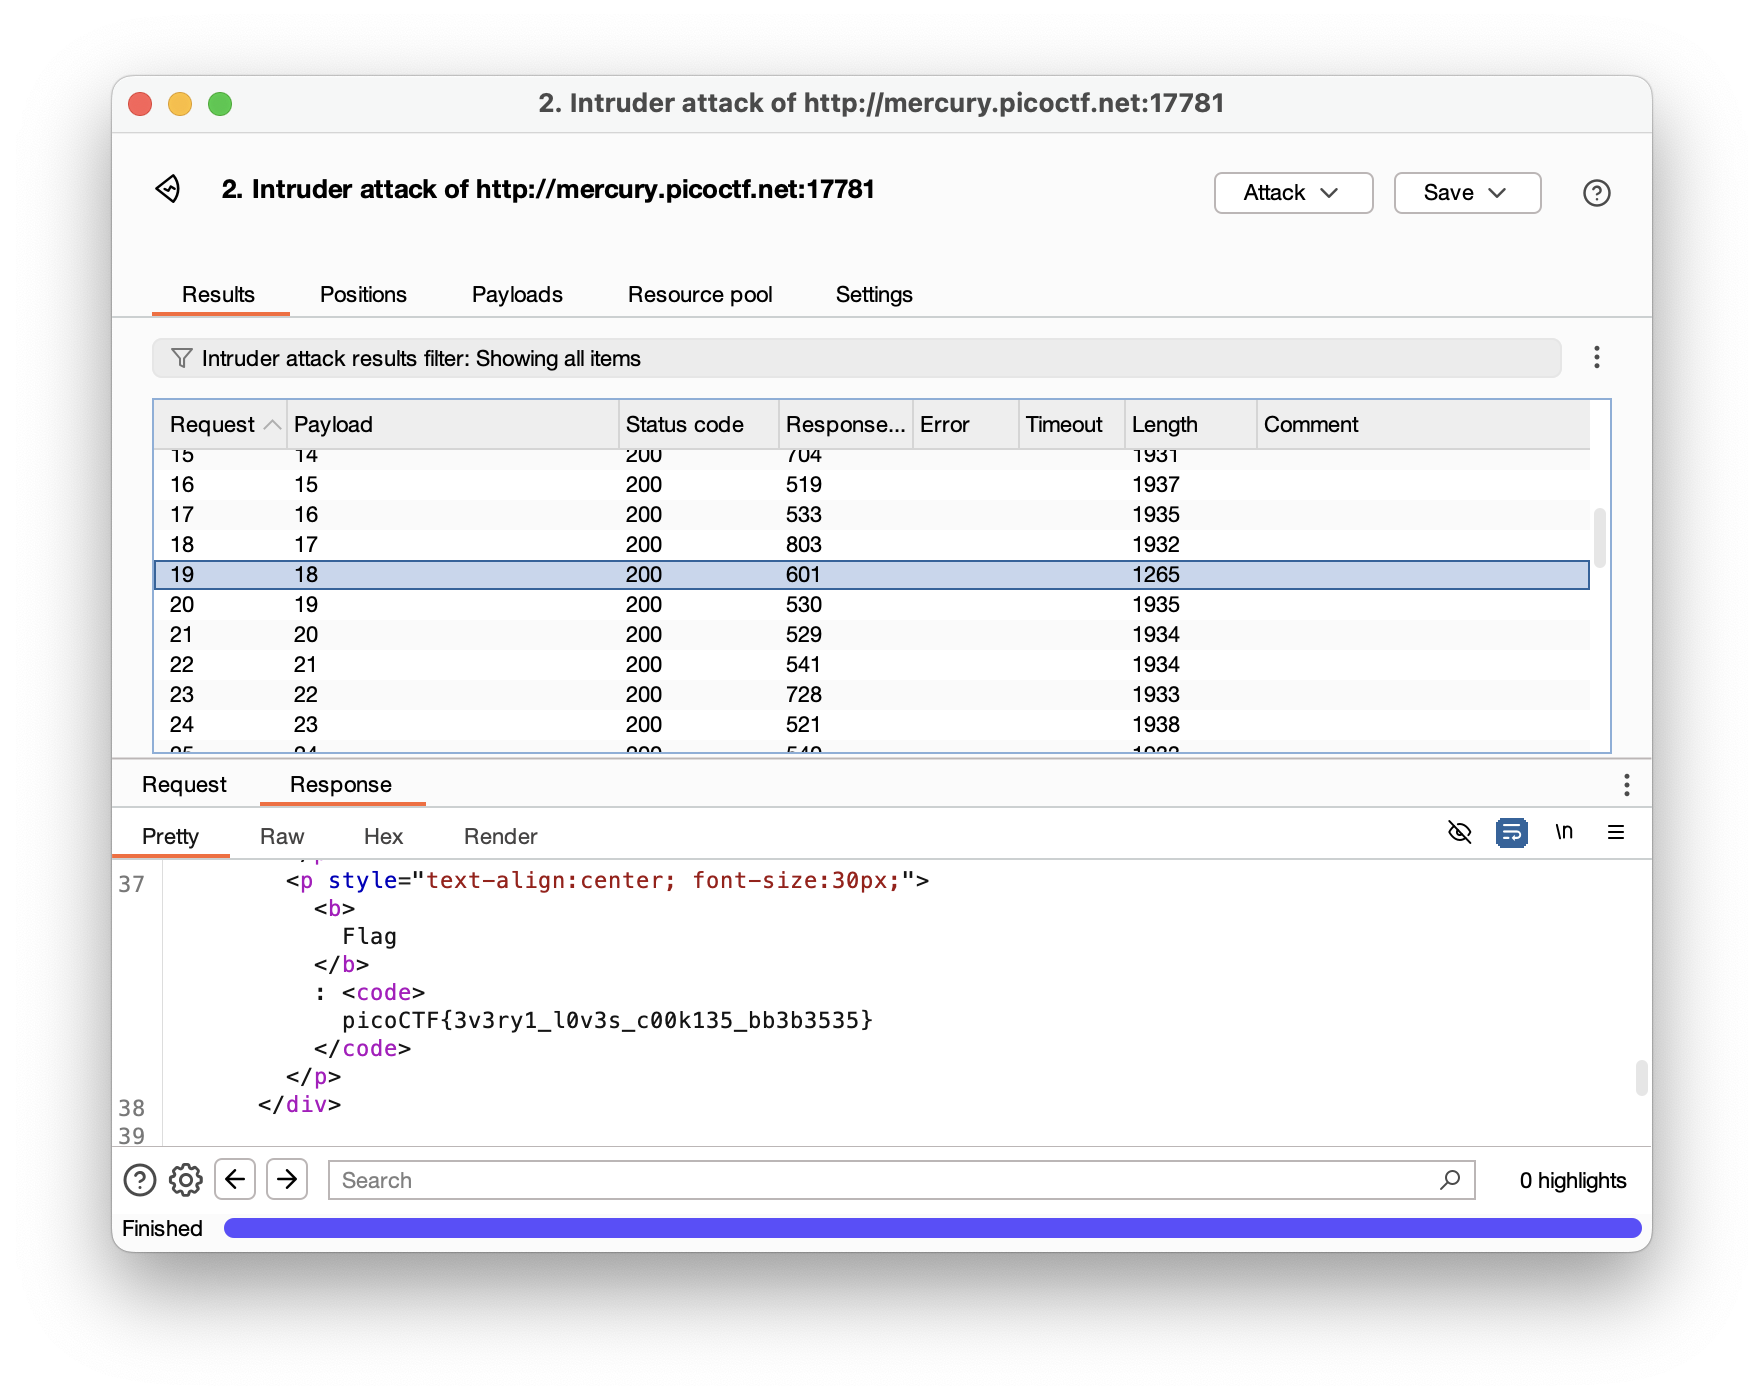 2. Intruder attack of http://mercury.picoctf.net:17781
2. Intruder attack of http://mercury.picoctf.net:17781
Attack
Save
Results Positions Payloads Resource pool Settings
Intruder attack results filter: Showing all items
Request Payload Status code Response... Error Timeout Length Comment
15 14 200 704 1931
16 15 200 519 1937
17 16 200 533 1935
18 17 200 803 1932
19 18 200 601 1265
20 19 200 530 1935
21 20 200 529 1934
22 21 200 541 1934
23 22 200 728 1933
24 23 200 521 1938
25 24 200 540
Request Response
Pretty Raw Hex Render \n
37 <p style="text-align:center; font-size:30px;">
<b>
Flag
</b>
: <code>
picoCTF{3v3ry1_l0v3s_c00k135_bb3b3535}
</code>
</p>
38 </div>
39
Search
0 highlights
Finished